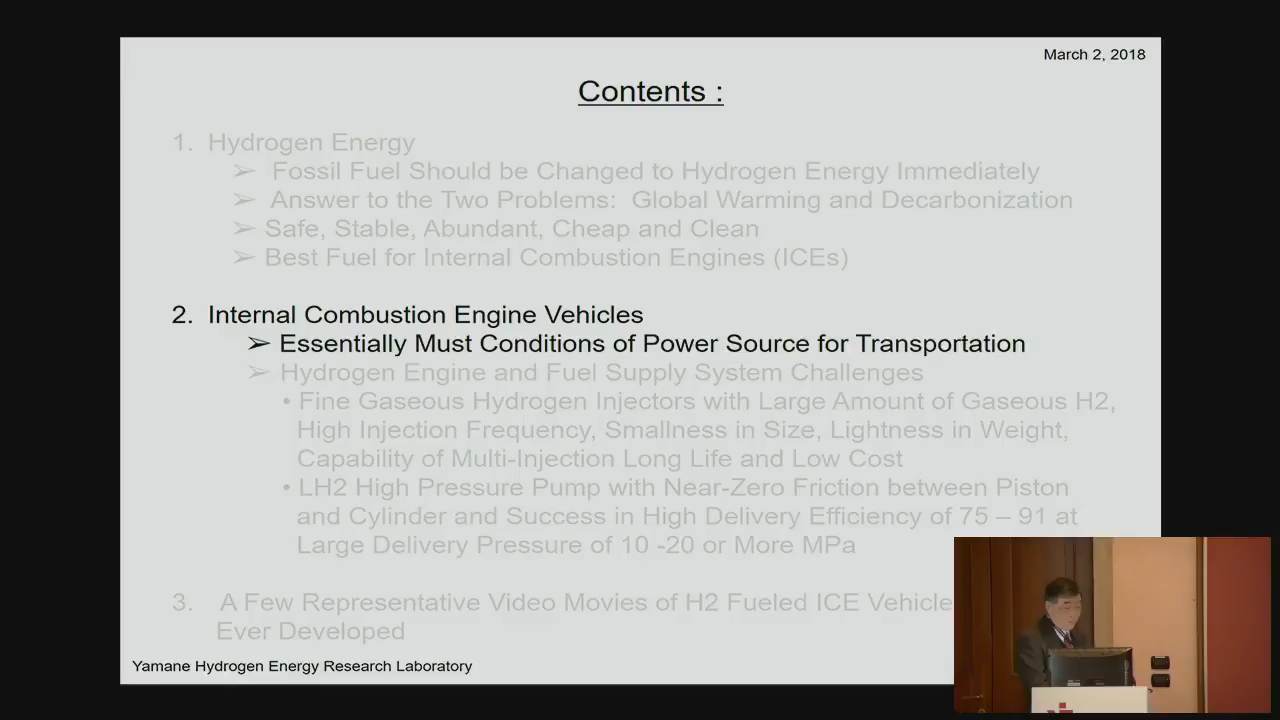 March 2, 2018
Contents :
1. Hydrogen Energy
➢ Fossil Fuel Should be Changed to Hydrogen Energy Immediately
➢ Answer to the Two Problems: Global Warming and Decarbonization
➢ Safe, Stable, Abundant, Cheap and Clean
➢ Best Fuel for Internal Combustion Engines (ICEs)
2. Internal Combustion Engine Vehicles
➢ Essentially Must Conditions of Power Source for Transportation
➢ Hydrogen Engine and Fuel Supply System Challenges
• Fine Gaseous Hydrogen Injectors with Large Amount of Gaseous H2,
High Injection Frequency, Smallness in Size, Lightness in Weight,
Capability of Multi-Injection Long Life and Low Cost
• LH2 High Pressure Pump with Near-Zero Friction between Piston
and Cylinder and Success in High Delivery Efficiency of 75 – 91 at
Large Delivery Pressure of 10 -20 or More MPa
3. A Few Representative Video Movies of H2 Fueled ICE Vehicle
Ever Developed
Yamane Hydrogen Energy Research Laboratory